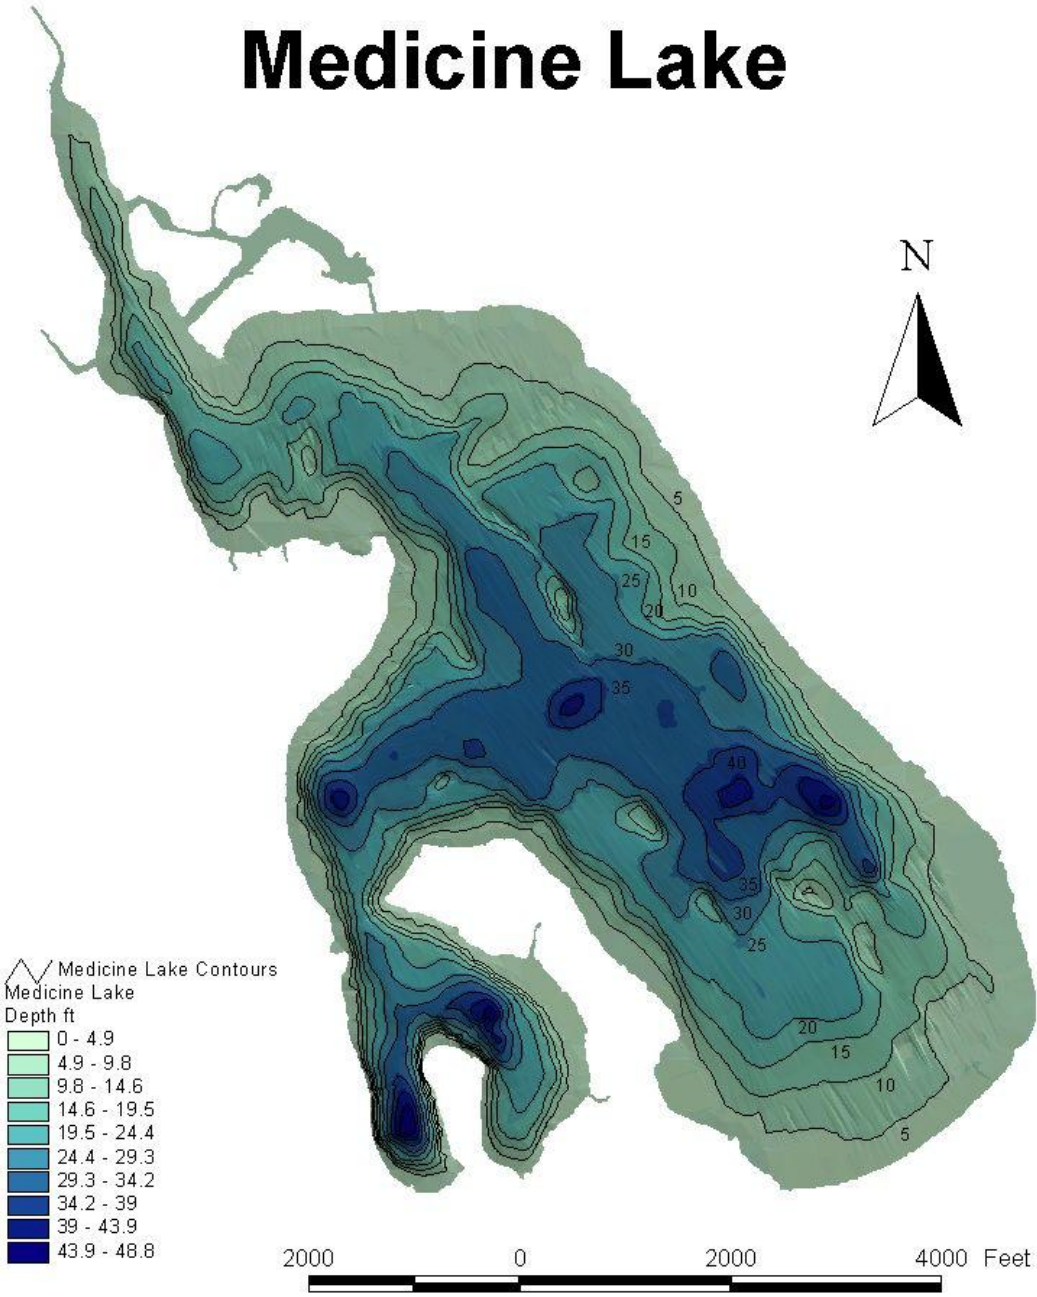 Medicine Lake
N
5
15
25
10
20
30
35
40
35
30
25
20
15
10
5
Medicine Lake Contours
Medicine Lake
Depth ft
0 - 4.9
4.9 - 9.8
9.8 - 14.6
14.6 - 19.5
19.5 - 24.4
24.4 - 29.3
29.3 - 34.2
34.2 - 39
39 - 43.9
43.9 - 48.8
2000 0 2000 4000 Feet